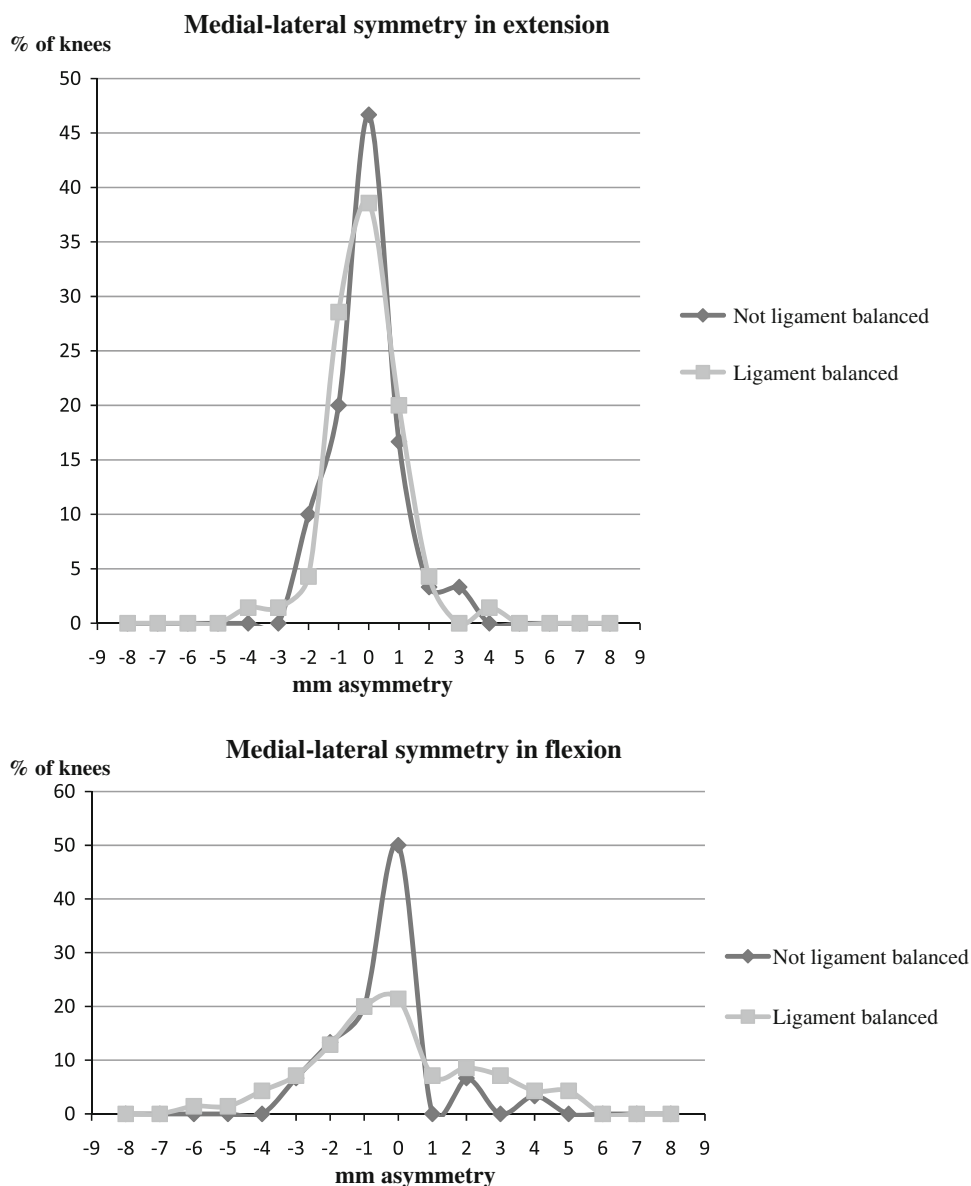 Medial-lateral symmetry in extension
% of knees
50
45
40
35
30
25
20
15
10
5
0
-9 -8 -7 -6 -5 -4 -3 -2 -1 0 1 2 3 4 5 6 7 8 9
mm asymmetry
Not ligament balanced
Ligament balanced
Medial-lateral symmetry in flexion
% of knees
60
50
40
30
20
10
0
-9 -8 -7 -6 -5 -4 -3 -2 -1 0 1 2 3 4 5 6 7 8 9
mm asymmetry
Not ligament balanced
Ligament balanced